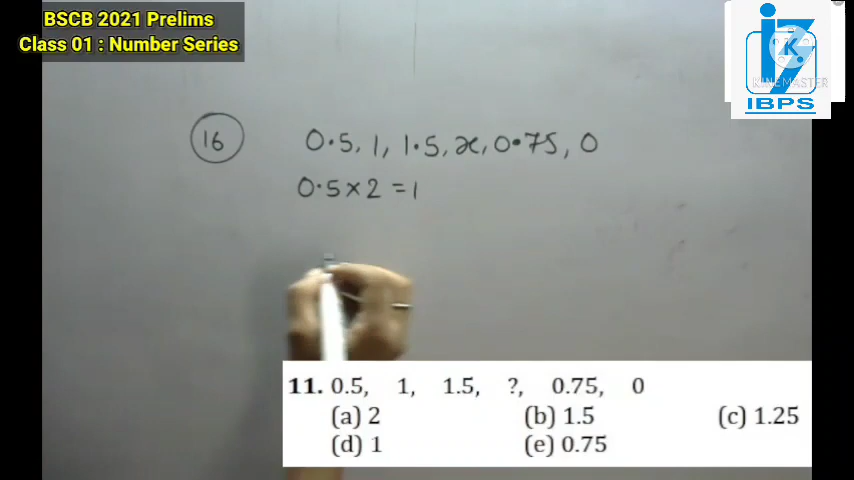 BSCB 2021 Prelims
Class 01 : Number Series
K
KINEMASTER
IBPS
16 0.5, 1, 1.5, x, 0.75, 0
0.5×2 =1
11. 0.5, 1, 1.5, ?, 0.75, 0
(a) 2 (b) 1.5 (c) 1.25
(d) 1 (e) 0.75